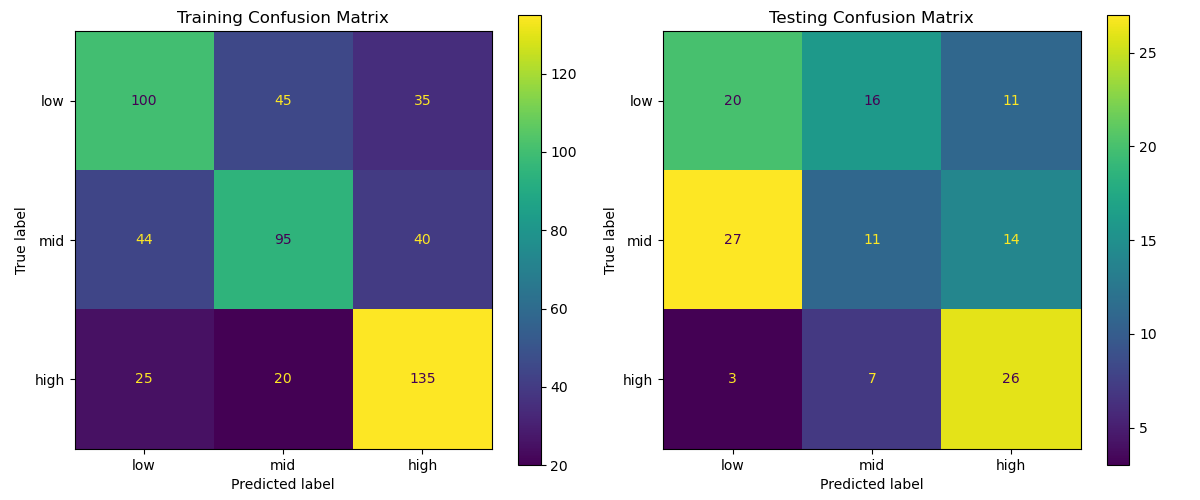 Training Confusion Matrix
True label
low
mid
high
100 45 35
44 95 40
25 20 135
low mid high
Predicted label
120
100
80
60
40
20
Testing Confusion Matrix
True label
low
mid
high
20 16 11
27 11 14
3 7 26
low mid high
Predicted label
25
20
15
10
5